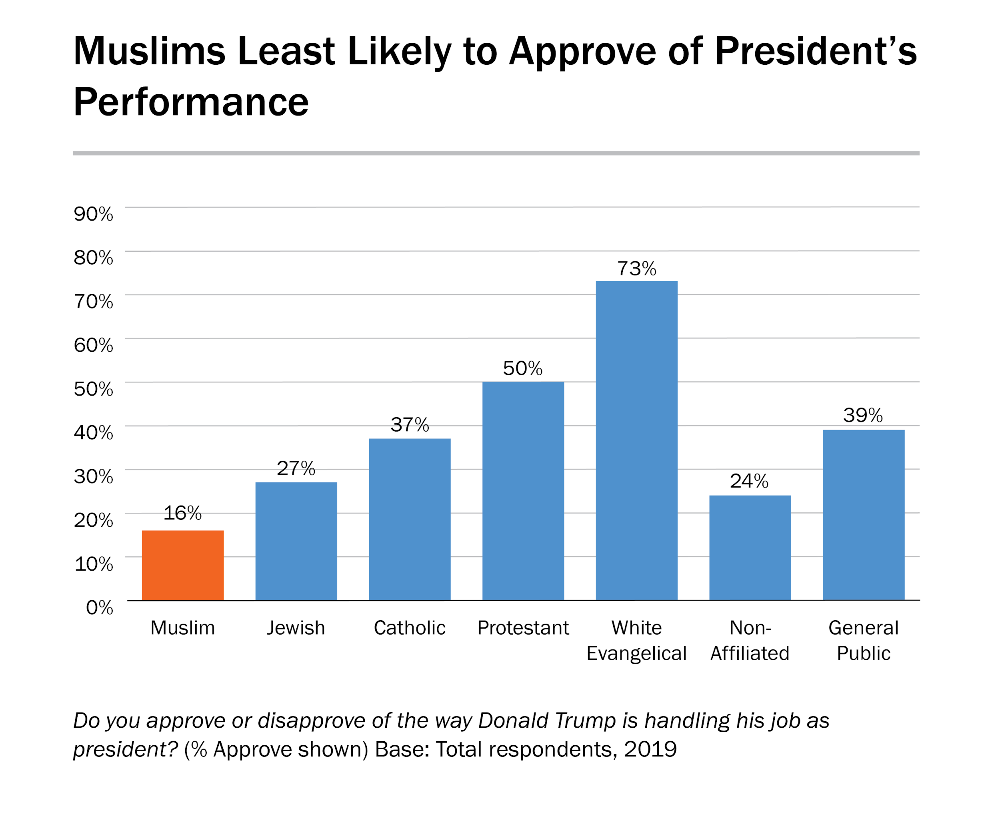 Muslims Least Likely to Approve of President’s
Performance
90%
80%
70%
60%
50%
40%
30%
20%
10%
0%
16%
27%
37%
50%
73%
24%
39%
Muslim
Jewish
Catholic
Protestant
White
Evangelical
Non-
Affiliated
General
Public
Do you approve or disapprove of the way Donald Trump is handling his job as
president? (% Approve shown) Base: Total respondents, 2019